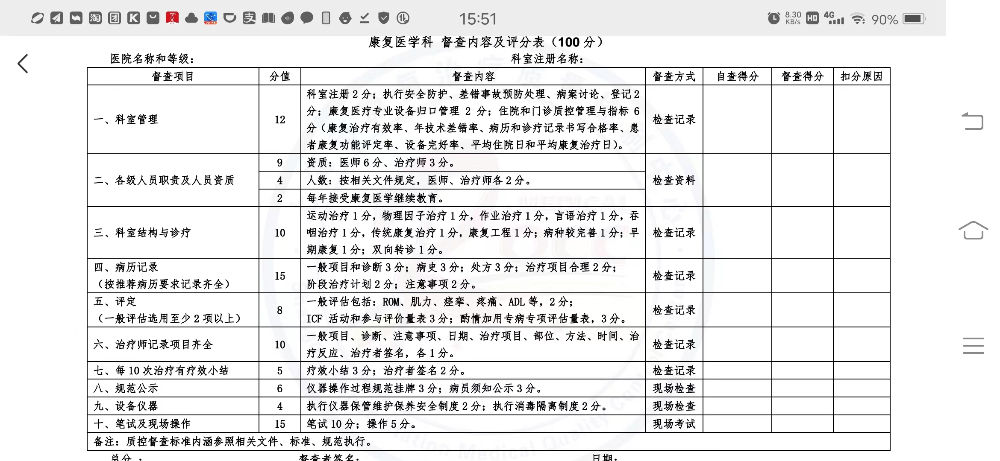 15:51
8.30 KB/s
HD
4G
90%
康复医学科 督查内容及评分表（100 分）
医院名称和等级：
科室注册名称：
督查项目 分值 督查内容 督查方式 自查得分 督查得分 扣分原因
一、科室管理
12
科室注册 2 分；执行安全防护、差错事故预防处理、病案讨论、登记 2
分；康复医疗专业设备归口管理 2 分；住院和门诊质控管理与指标 6
分（康复治疗有效率、年技术差错率、病历和诊疗记录书写合格率、患
者康复功能评定率、设备完好率、平均住院日和平均康复治疗日）。
检查记录
二、各级人员职责及人员资质
9 资质：医师 6 分、治疗师 3 分。
4 人数：按相关文件规定，医师、治疗师各 2 分。
2 每年接受康复医学继续教育。
检查资料
三、科室结构与诊疗
10
运动治疗 1 分，物理因子治疗 1 分，作业治疗 1 分，言语治疗 1 分，吞
咽治疗 1 分，传统康复治疗 1 分，康复工程 1 分；病种较完善 1 分；早
期康复 1 分；双向转诊 1 分。
检查记录
四、病历记录
（按推荐病历要求记录齐全）
15
一般项目和诊断 3 分；病史 3 分；处方 3 分；治疗项目合理 2 分；
阶段治疗计划 2 分；注意事项 2 分。
检查记录
五、评定
（一般评估选用至少 2 项以上）
8
一般评估包括：ROM、肌力、痉挛、疼痛、ADL 等，2 分；
ICF 活动和参与评价量表 3 分；酌情加用专病专项评估量表，3 分。
检查记录
六、治疗师记录项目齐全
10
一般项目、诊断、注意事项、日期、治疗项目、部位、方法、时间、治
疗反应、治疗者签名，各 1 分。
检查记录
七、每 10 次治疗有疗效小结 5 疗效小结 3 分；治疗者签名 2 分。 检查记录
八、规范公示 6 仪器操作过程规范挂牌 3 分；病员须知公示 3 分。 现场检查
九、设备仪器 4 执行仪器保管维护保养安全制度 2 分；执行消毒隔离制度 2 分。 现场检查
十、笔试及现场操作 15 笔试 10 分；操作 5 分。 现场考试
备注：质控督查标准内涵参照相关文件、标准、规范执行。
总分：
督查者签名：
日期：